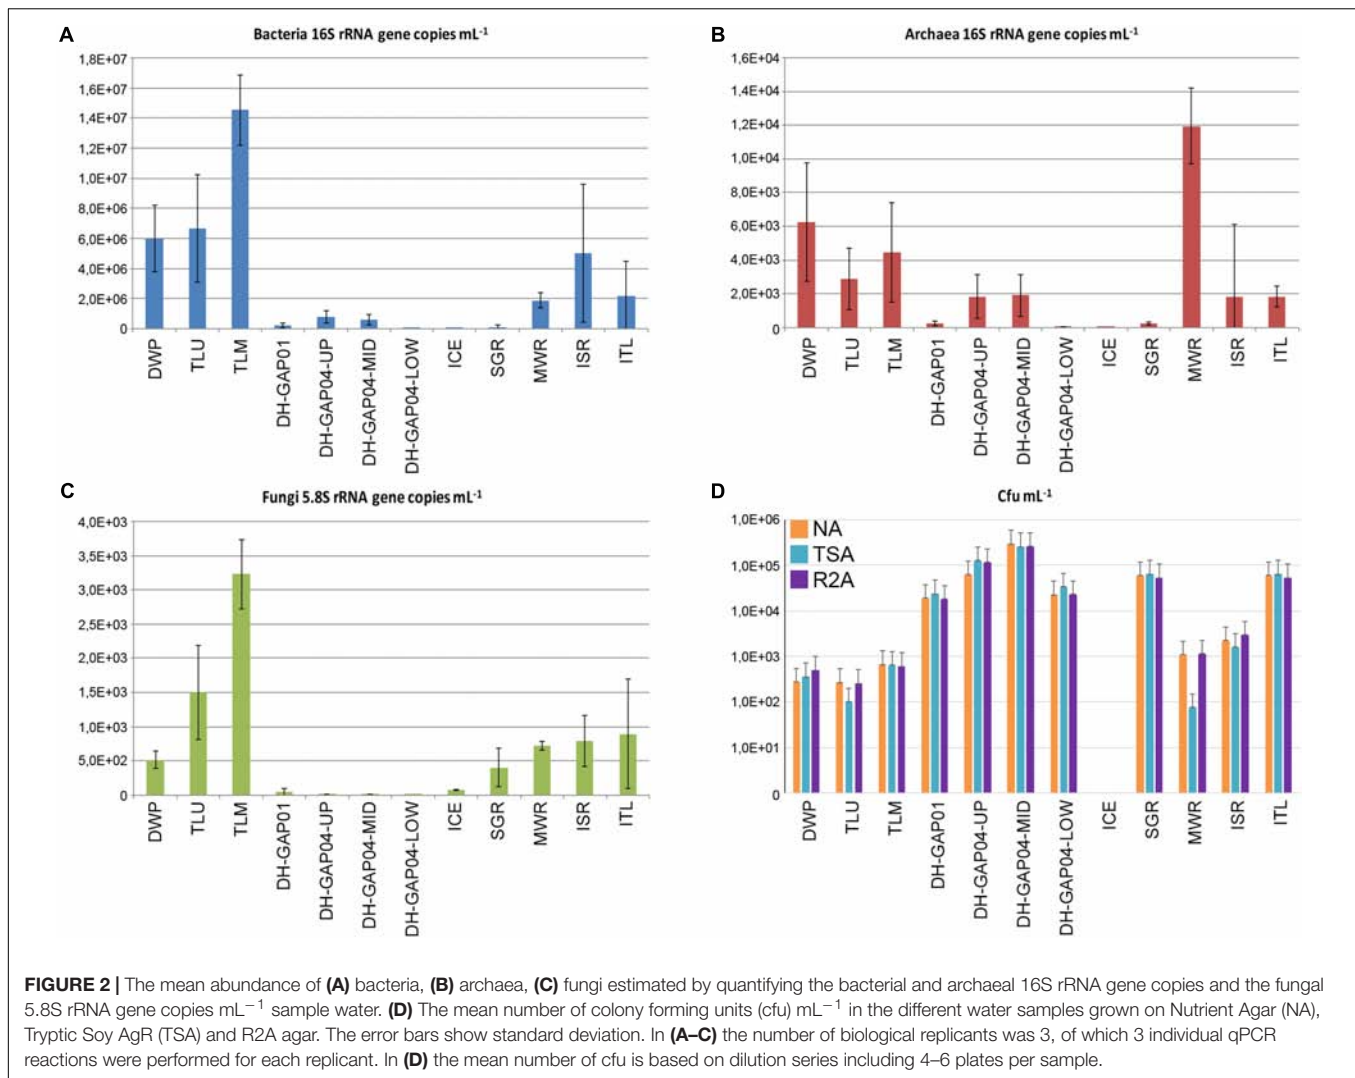 A
Bacteria 16S rRNA gene copies mL-1
1,8E+07
1,6E+07
1,4E+07
1,2E+07
1,0E+07
8,0E+06
6,0E+06
4,0E+06
2,0E+06
0
DWP
TLU
TLM
DH-GAP01
DH-GAP04-UP
DH-GAP04-MID
DH-GAP04-LOW
ICE
SGR
MWR
ISR
ITL
B
Archaea 16S rRNA gene copies mL-1
1,6E+04
1,4E+04
1,2E+04
1,0E+04
8,0E+03
6,0E+03
4,0E+03
2,0E+03
0
DWP
TLU
TLM
DH-GAP01
DH-GAP04-UP
DH-GAP04-MID
DH-GAP04-LOW
ICE
SGR
MWR
ISR
ITL
C
Fungi 5.8S rRNA gene copies mL-1
4,0E+03
3,5E+03
3,0E+03
2,5E+03
2,0E+03
1,5E+03
1,0E+03
5,0E+02
0
DWP
TLU
TLM
DH-GAP01
DH-GAP04-UP
DH-GAP04-MID
DH-GAP04-LOW
ICE
SGR
MWR
ISR
ITL
D
Cfu mL-1
1,0E+06
1,0E+05
1,0E+04
1,0E+03
1,0E+02
1,0E+01
0
NA
TSA
R2A
DWP
TLU
TLM
DH-GAP01
DH-GAP04-UP
DH-GAP04-MID
DH-GAP04-LOW
ICE
SGR
MWR
ISR
ITL
FIGURE 2 | The mean abundance of (A) bacteria, (B) archaea, (C) fungi estimated by quantifying the bacterial and archaeal 16S rRNA gene copies and the fungal
5.8S rRNA gene copies mL−1 sample water. (D) The mean number of colony forming units (cfu) mL−1 in the different water samples grown on Nutrient Agar (NA),
Tryptic Soy AgR (TSA) and R2A agar. The error bars show standard deviation. In (A–C) the number of biological replicants was 3, of which 3 individual qPCR
reactions were performed for each replicant. In (D) the mean number of cfu is based on dilution series including 4–6 plates per sample.